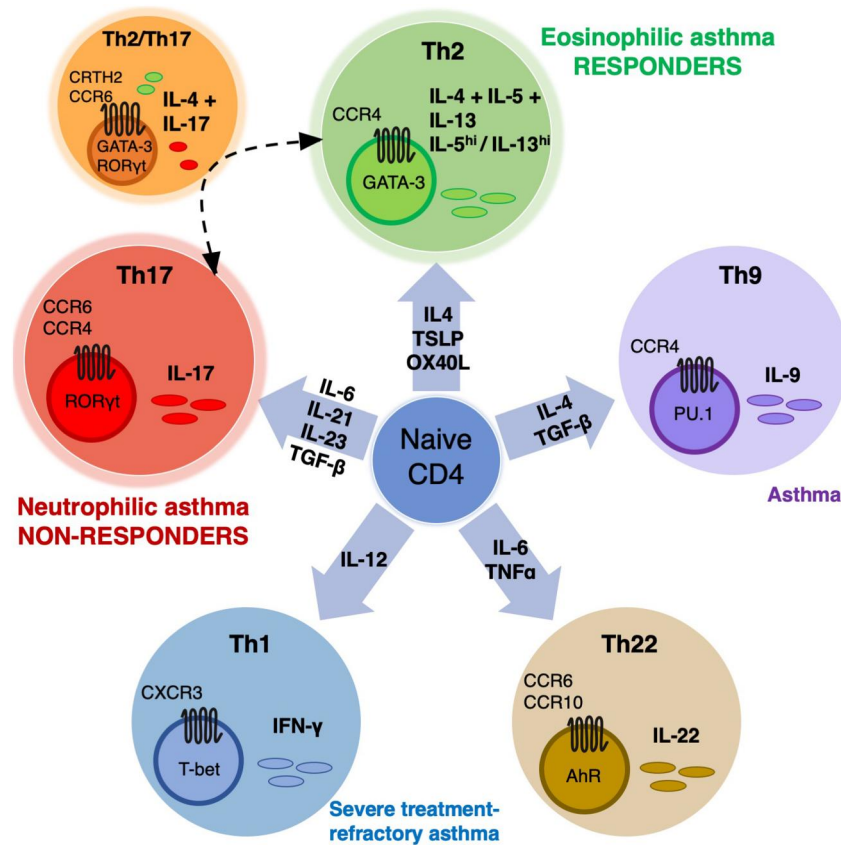 Th2/Th17
CRTH2
CCR6
IL-4 +
IL-17
GATA-3
RORγt
Th2
CCR4
IL-4 + IL-5 +
IL-13
IL-5hi / IL-13hi
GATA-3
Eosinophilic asthma
RESPONDERS
Th17
CCR6
CCR4
IL-17
RORγt
Neutrophilic asthma
NON-RESPONDERS
IL4
TSLP
OX40L
IL-6
IL-21
IL-23
TGF-β
Naive
CD4
IL-4
TGF-β
Th9
CCR4
IL-9
PU.1
Asthma
IL-12
IL-6
TNFα
Th1
CXCR3
IFN-γ
T-bet
Severe treatment-
refractory asthma
Th22
CCR6
CCR10
IL-22
AhR